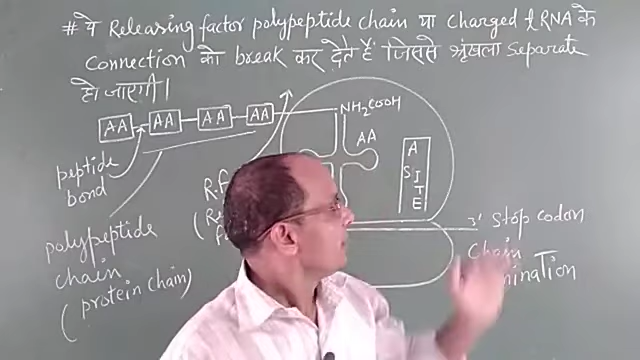 # ये Releasing factor polypeptide chain या charged tRNA के
Connection को break कर देते हैं जिससे श्रृंखला Separate
हो जाएगी।
AA AA AA AA
NH₂COOH
AA
A
SITE
peptide
bond
R.F
polypeptide
chain
(protein chain)
3' Stop codon
Chain